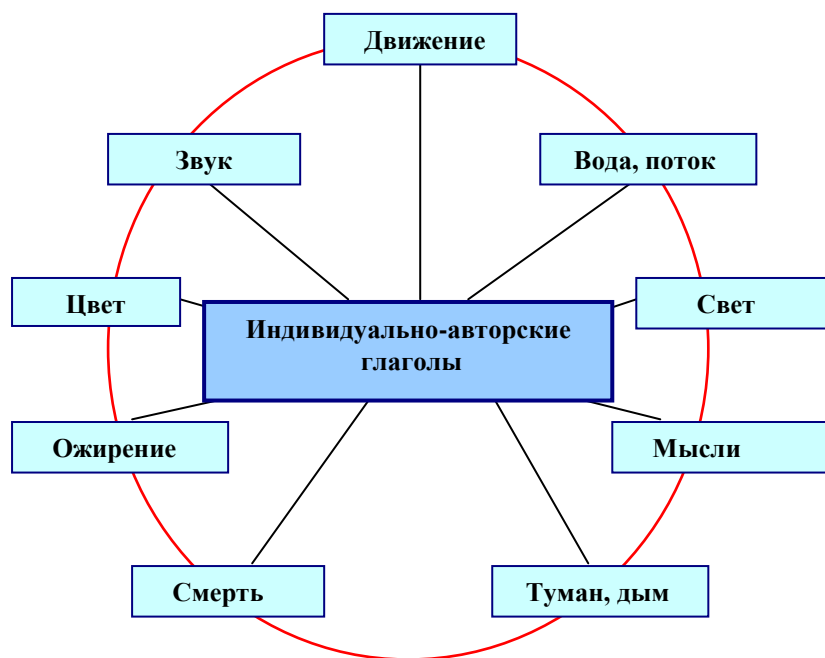 Движение
Звук
Вода, поток
Цвет
Свет
Индивидуально-авторские
глаголы
Ожирение
Мысли
Смерть
Туман, дым